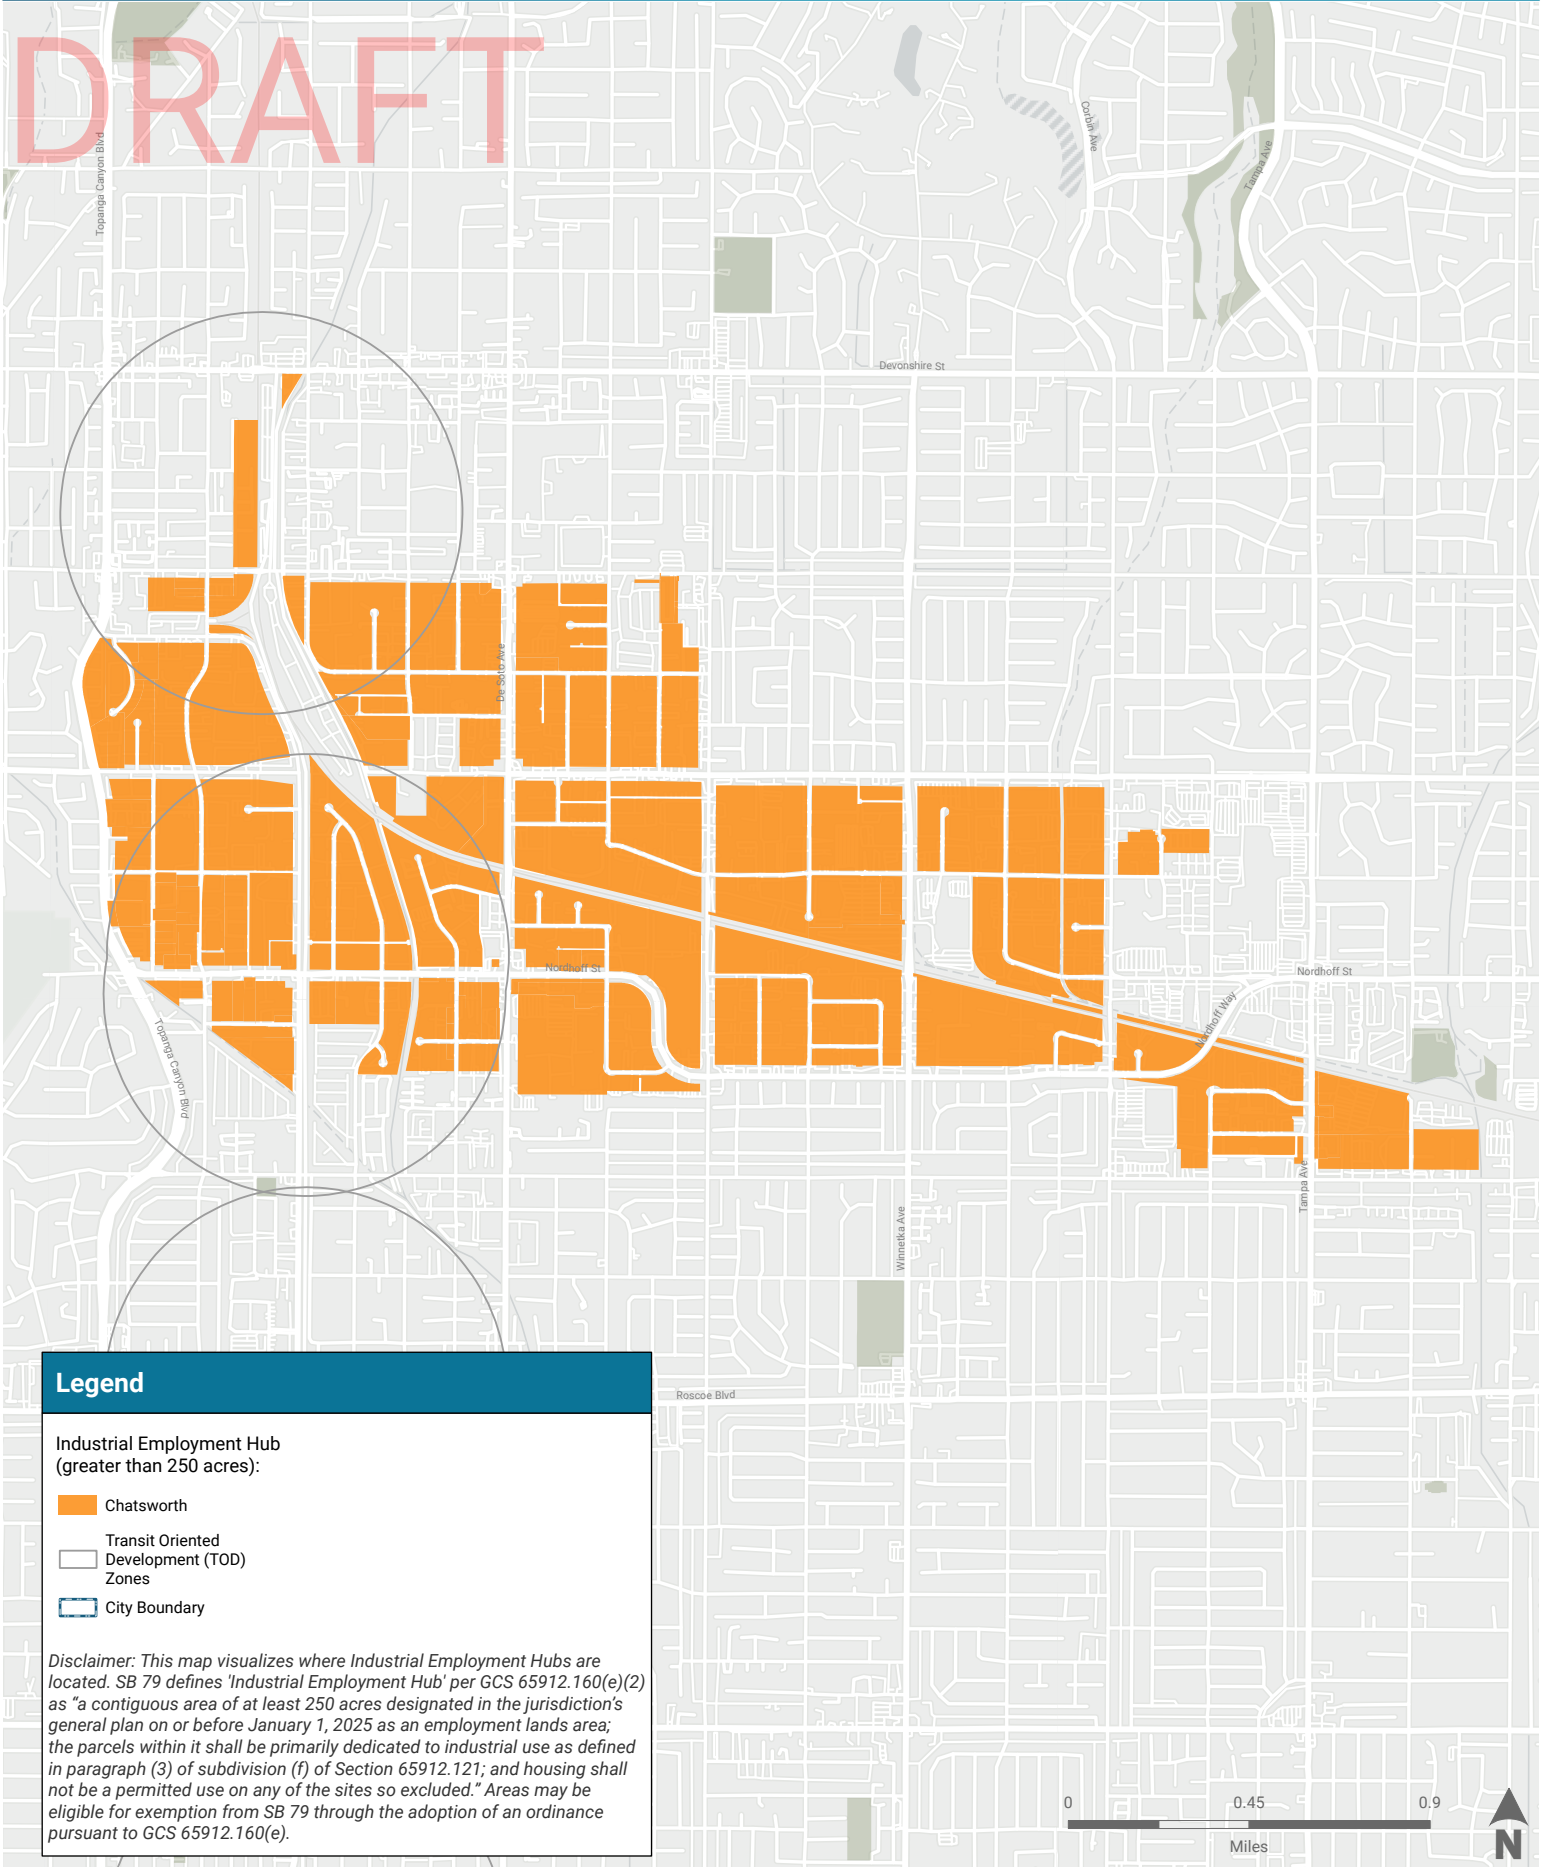 DRAFT
Topanga Canyon Blvd
Corbin Ave
Tampa Ave
Devonshire St
De Soto Ave
Nordhoff St
Nordhoff St
Nordhoff Way
Topanga Canyon Blvd
Tampa Ave
Winnetka Ave
Roscoe Blvd
Legend
Industrial Employment Hub
(greater than 250 acres):
Chatsworth
Transit Oriented
Development (TOD)
Zones
City Boundary
Disclaimer: This map visualizes where Industrial Employment Hubs are
located. SB 79 defines 'Industrial Employment Hub' per GCS 65912.160(e)(2)
as “a contiguous area of at least 250 acres designated in the jurisdiction’s
general plan on or before January 1, 2025 as an employment lands area;
the parcels within it shall be primarily dedicated to industrial use as defined
in paragraph (3) of subdivision (f) of Section 65912.121; and housing shall
not be a permitted use on any of the sites so excluded.” Areas may be
eligible for exemption from SB 79 through the adoption of an ordinance
pursuant to GCS 65912.160(e).
0 0.45 0.9
Miles
N